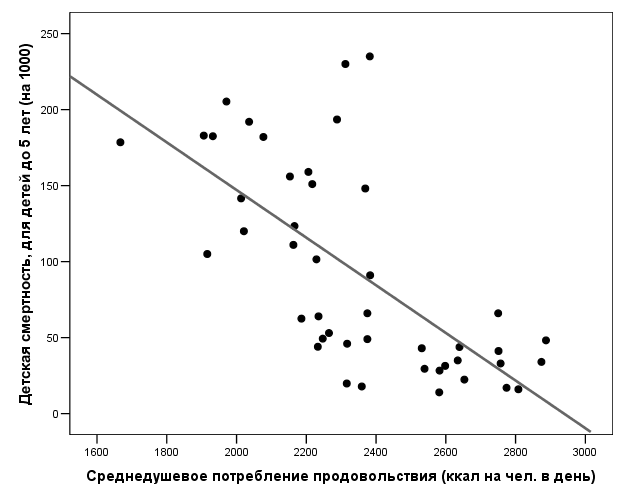 Детская смертность, для детей до 5 лет (на 1000)
250
200
150
100
50
0
1600 1800 2000 2200 2400 2600 2800 3000
Среднедушевое потребление продовольствия (ккал на чел. в день)